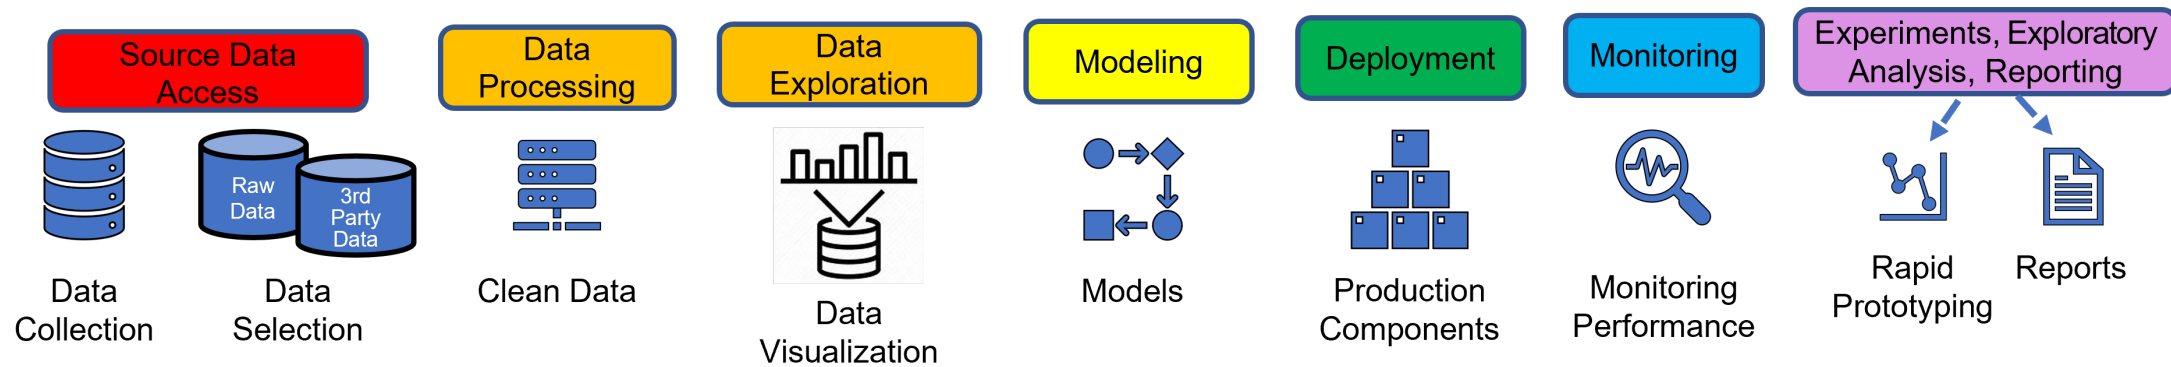 Source Data
Access
Data
Processing
Data
Exploration
Modeling
Deployment
Monitoring
Experiments, Exploratory
Analysis, Reporting
Raw
Data
3rd
Party
Data
Data
Collection
Data
Selection
Clean Data
Data
Visualization
Models
Production
Components
Monitoring
Performance
Rapid
Prototyping
Reports